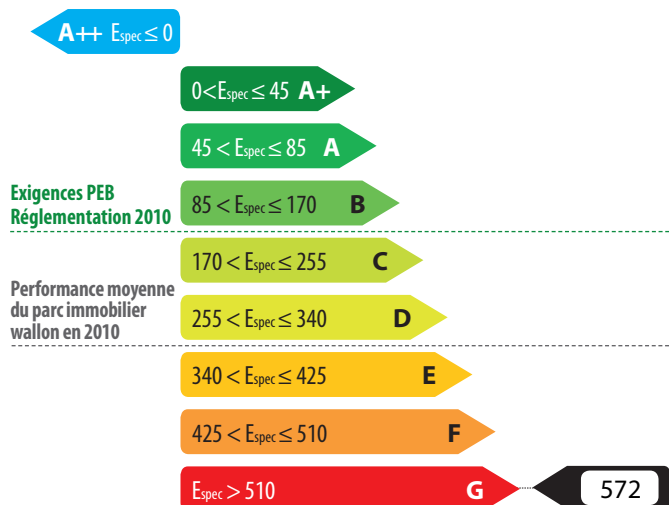 A++ Espec ≤ 0
0<Espec ≤ 45 A+
45 < Espec ≤ 85 A
Exigences PEB
Réglementation 2010
85 < Espec ≤ 170 B
170 < Espec ≤ 255 C
Performance moyenne
du parc immobilier
wallon en 2010
255 < Espec ≤ 340 D
340 < Espec ≤ 425 E
425 < Espec ≤ 510 F
Espec > 510 G
572